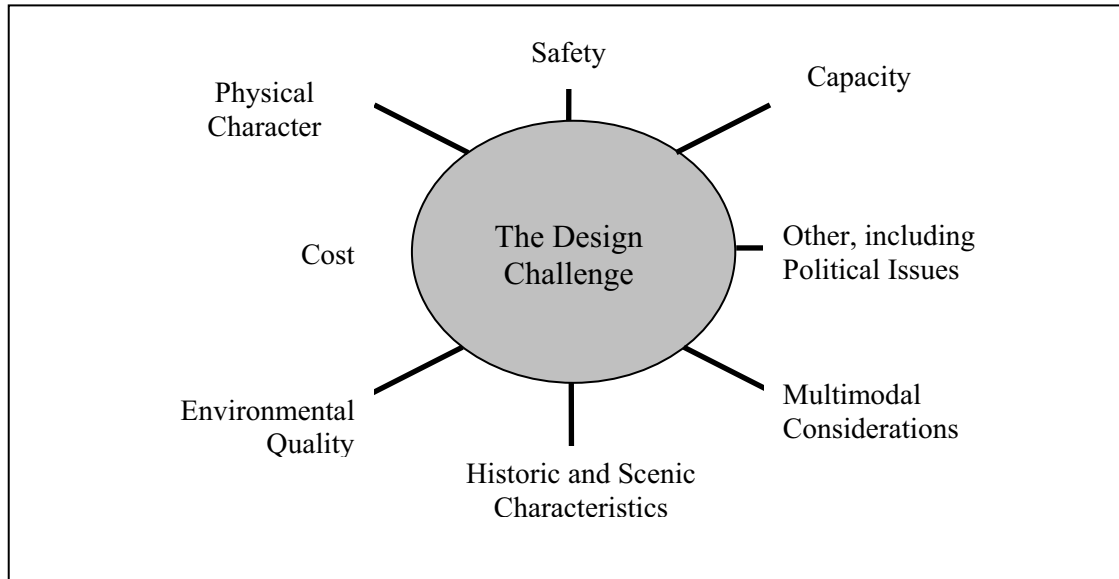 Safety
Capacity
Physical
Character
The Design
Challenge
Cost
Other, including
Political Issues
Environmental
Quality
Multimodal
Considerations
Historic and Scenic
Characteristics